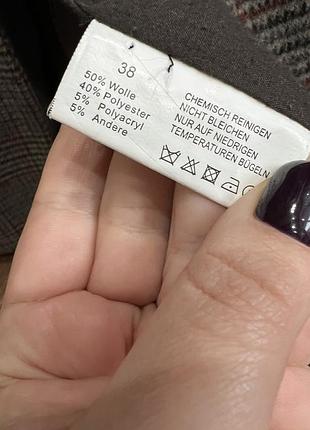 38
50% Wolle
40% Polyester
5% Polyacryl
5% Andere
CHEMISCH REINIGEN
NICHT BLEICHEN
NUR AUF NIEDRIGEN
TEMPERATUREN BÜGELN